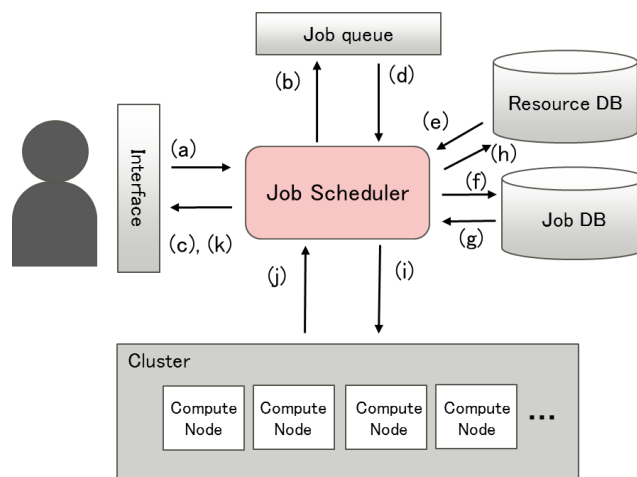 Job queue
(b)
(d)
Resource DB
(e)
(h)
Interface
(a)
Job Scheduler
(f)
Job DB
(g)
(c), (k)
(j)
(i)
Cluster
Compute
Node
Compute
Node
Compute
Node
Compute
Node
...